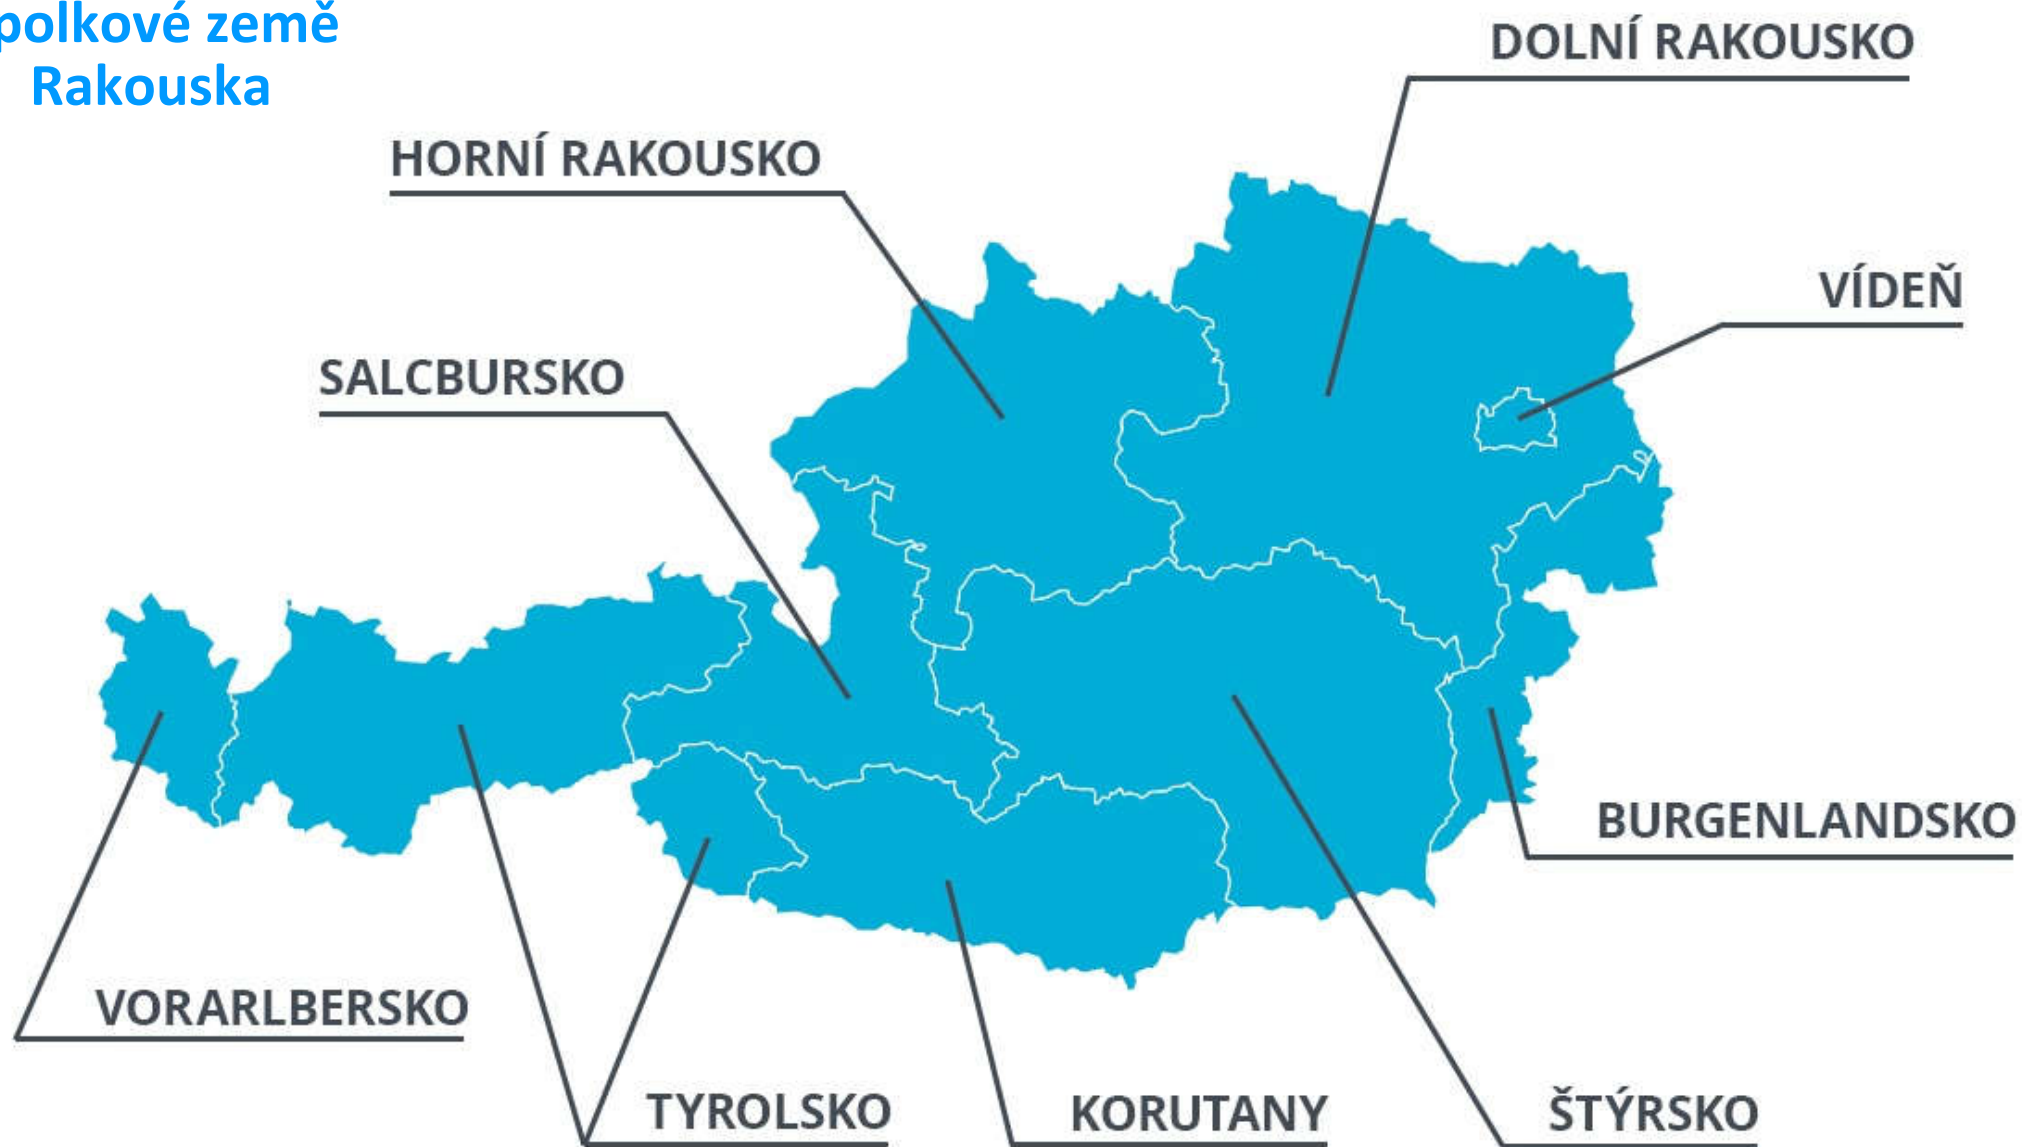 polkové země
Rakouska
DOLNÍ RAKOUSKO
HORNÍ RAKOUSKO
VÍDEŇ
SALCBURSKO
BURGENLANDSKO
VORARLBERSKO
TYROLSKO
KORUTANY
ŠTÝRSKO